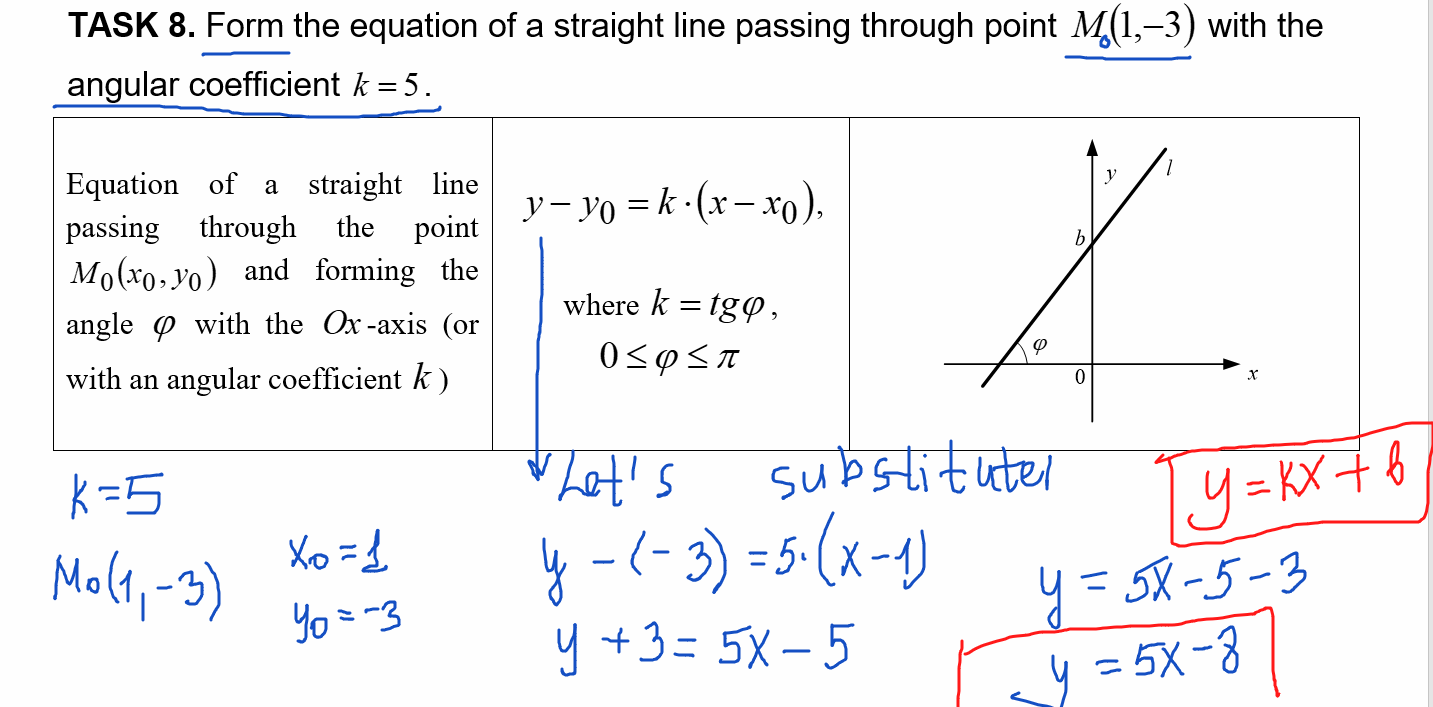 TASK 8. Form the equation of a straight line passing through point M₀(1,−3) with the
angular coefficient k = 5.
Equation of a straight line
passing through the point
M₀(x₀, y₀) and forming the
angle φ with the Ox-axis (or
with an angular coefficient k )
y − y₀ = k · (x − x₀),
where k = tgφ,
0 ≤ φ ≤ π
y
l
b
φ
0
x
k = 5
M₀(1, −3)
x₀ = 1
y₀ = −3
Let's substitute
y − (−3) = 5·(x − 1)
y + 3 = 5x − 5
y = kx + b
y = 5x − 5 − 3
y = 5x − 8